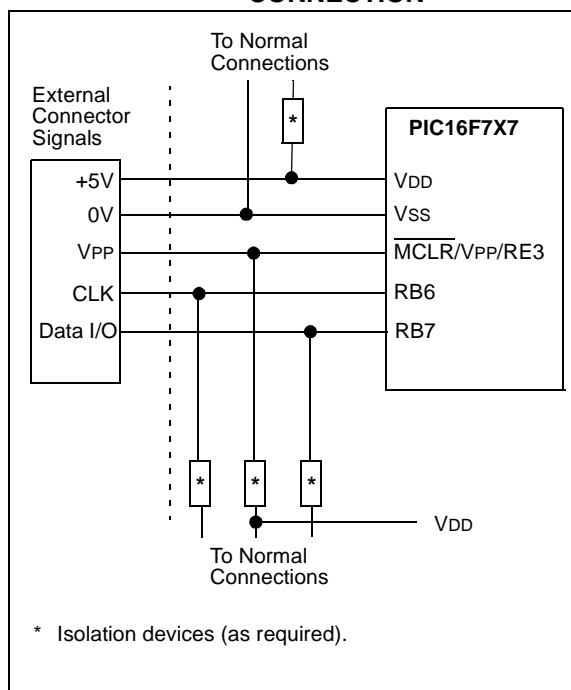 CONNECTION
To Normal
Connections
External
Connector
Signals
*
PIC16F7X7
+5V
VDD
0V
VSS
VPP
MCLR/VPP/RE3
CLK
RB6
Data I/O
RB7
*
*
*
VDD
To Normal
Connections
* Isolation devices (as required).